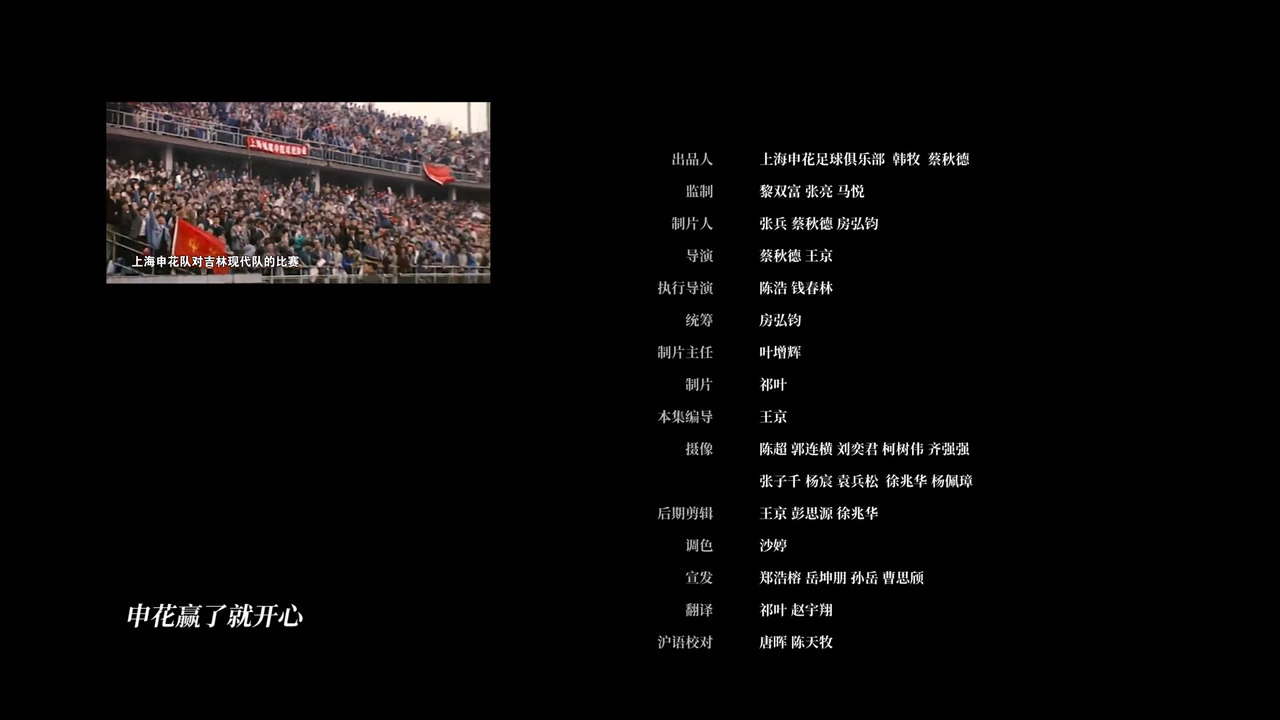 上海申花队对吉林现代队的比赛
申花赢了就开心
出品人 上海申花足球俱乐部 韩牧 蔡秋德
监制 黎双富 张亮 马悦
制片人 张兵 蔡秋德 房弘钧
导演 蔡秋德 王京
执行导演 陈浩 钱春林
统筹 房弘钧
制片主任 叶增辉
制片 祁叶
本集编导 王京
摄像 陈超 郭连横 刘奕君 柯树伟 齐强强
张子千 杨宸 袁兵松 徐兆华 杨佩璋
后期剪辑 王京 彭思源 徐兆华
调色 沙婷
宣发 郑浩榕 岳坤朋 孙岳 曹思颀
翻译 祁叶 赵宇翔
沪语校对 唐晖 陈天牧